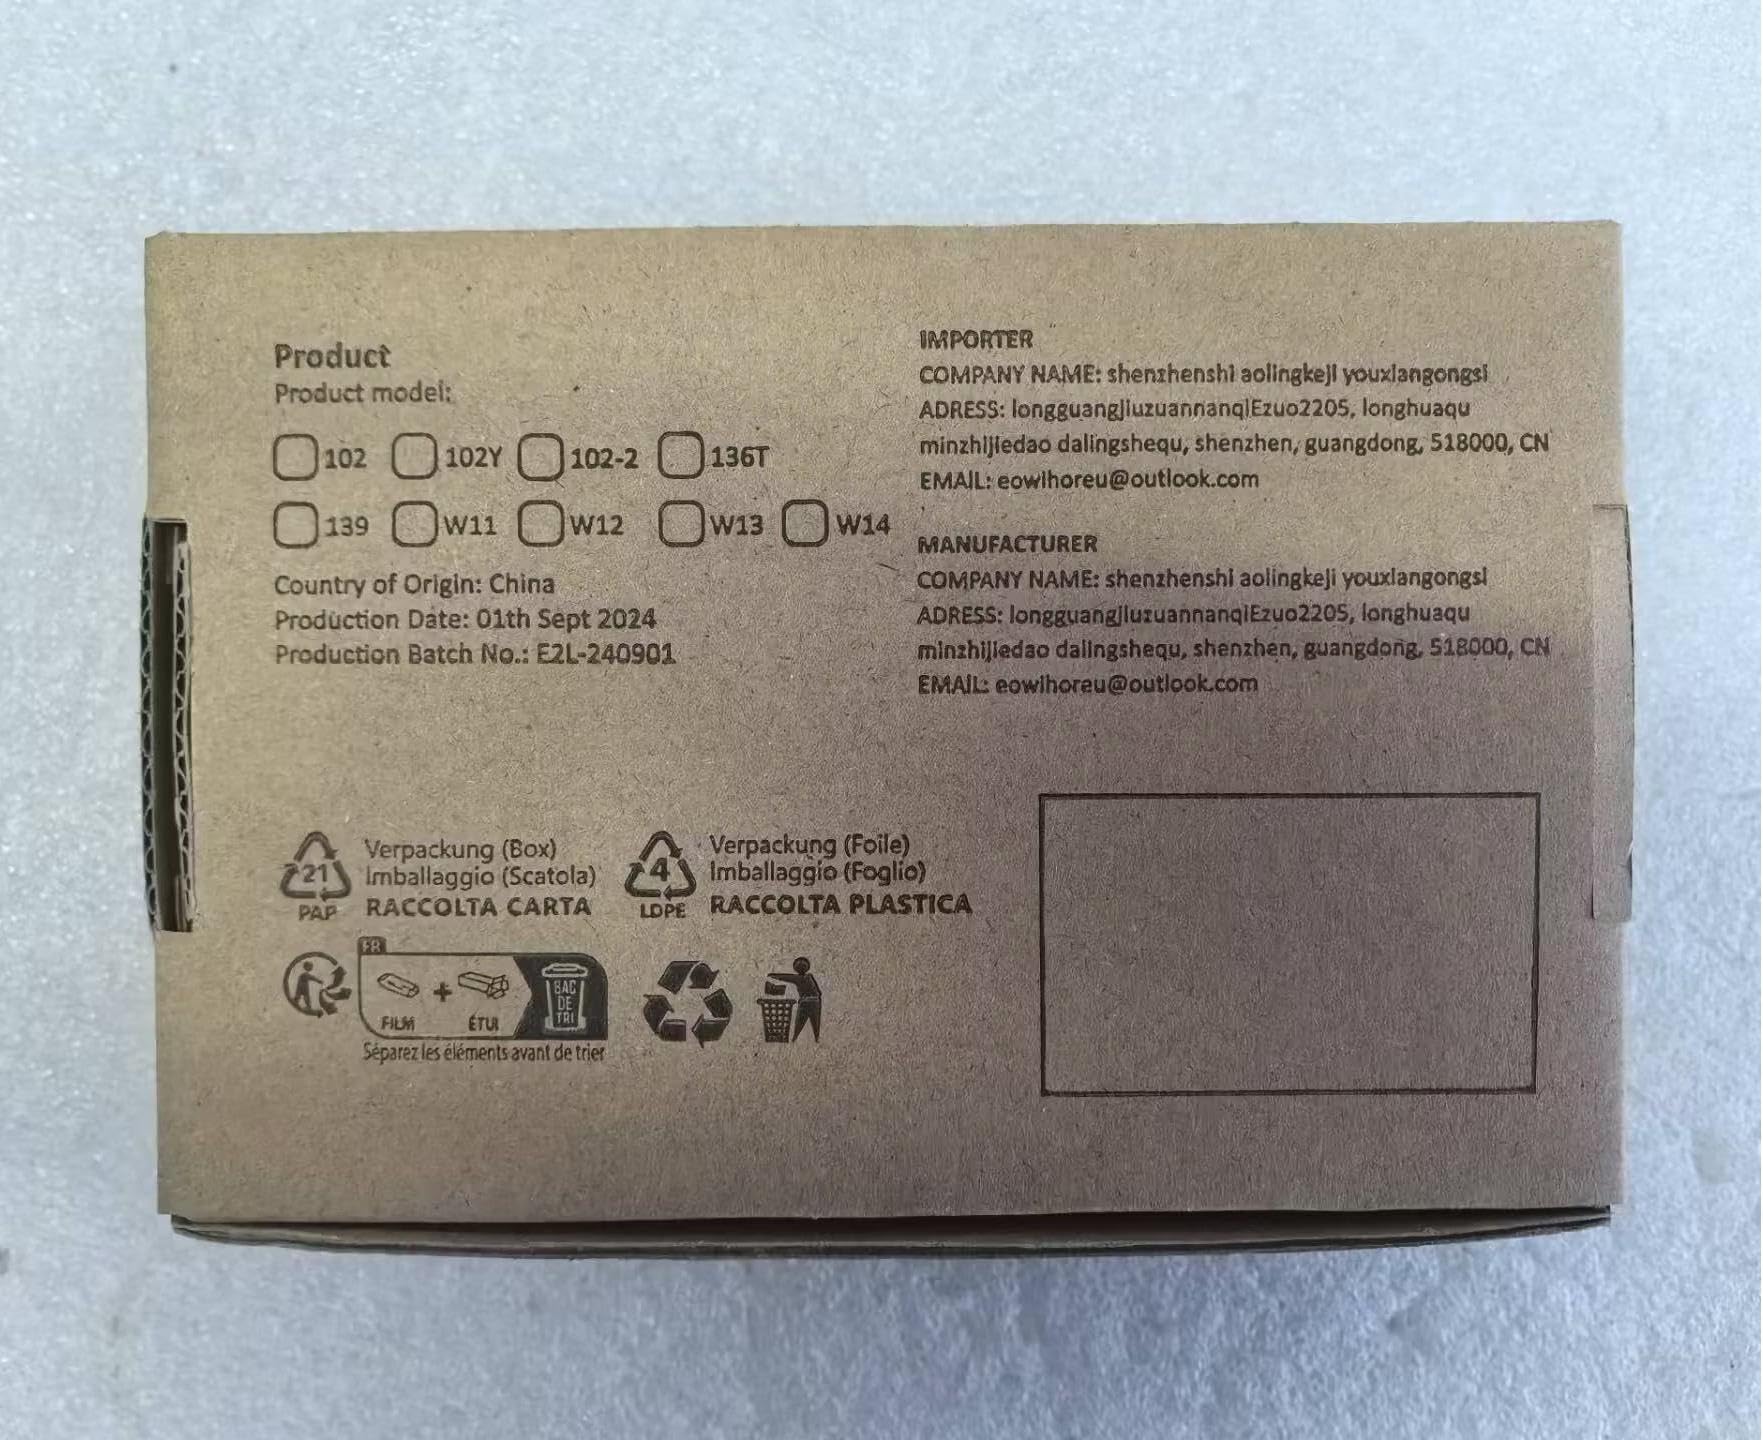 Product
Product model:
102 102Y 102-2 136T
139 W11 W12 W13 W14
Country of Origin: China
Production Date: 01th Sept 2024
Production Batch No.: E2L-240901
IMPORTER
COMPANY NAME: shenzhenshi aolingkeji youxiangongsi
ADRESS: longguangjiuzuannanqiEzuo2205, longhuaqu
minzhijiedao dalingshequ, shenzhen, guangdong, 518000, CN
EMAIL: eowihoreu@outlook.com
MANUFACTURER
COMPANY NAME: shenzhenshi aolingkeji youxiangongsi
ADRESS: longguangjiuzuannanqiEzuo2205, longhuaqu
minzhijiedao dalingshequ, shenzhen, guangdong, 518000, CN
EMAIL: eowihoreu@outlook.com
21
PAP
Verpackung (Box)
Imballaggio (Scatola)
RACCOLTA CARTA
4
LDPE
Verpackung (Foile)
Imballaggio (Foglio)
RACCOLTA PLASTICA
FR
FILM + ÉTUI
BAC
DE
TRI
Séparez les éléments avant de trier